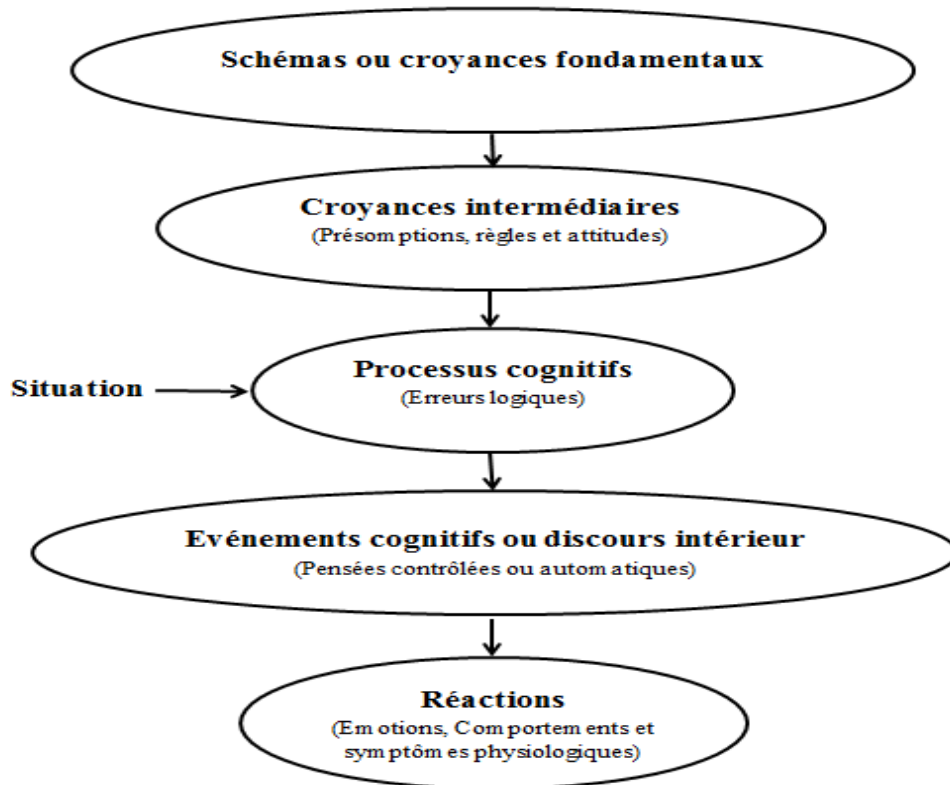 Schémas ou croyances fondamentaux
Croyances intermédiaires
(Présomptions, règles et attitudes)
Processus cognitifs
(Erreurs logiques)
Situation
Evénements cognitifs ou discours intérieur
(Pensées contrôlées ou automatiques)
Réactions
(Emotions, Comportements et
symptômes physiologiques)